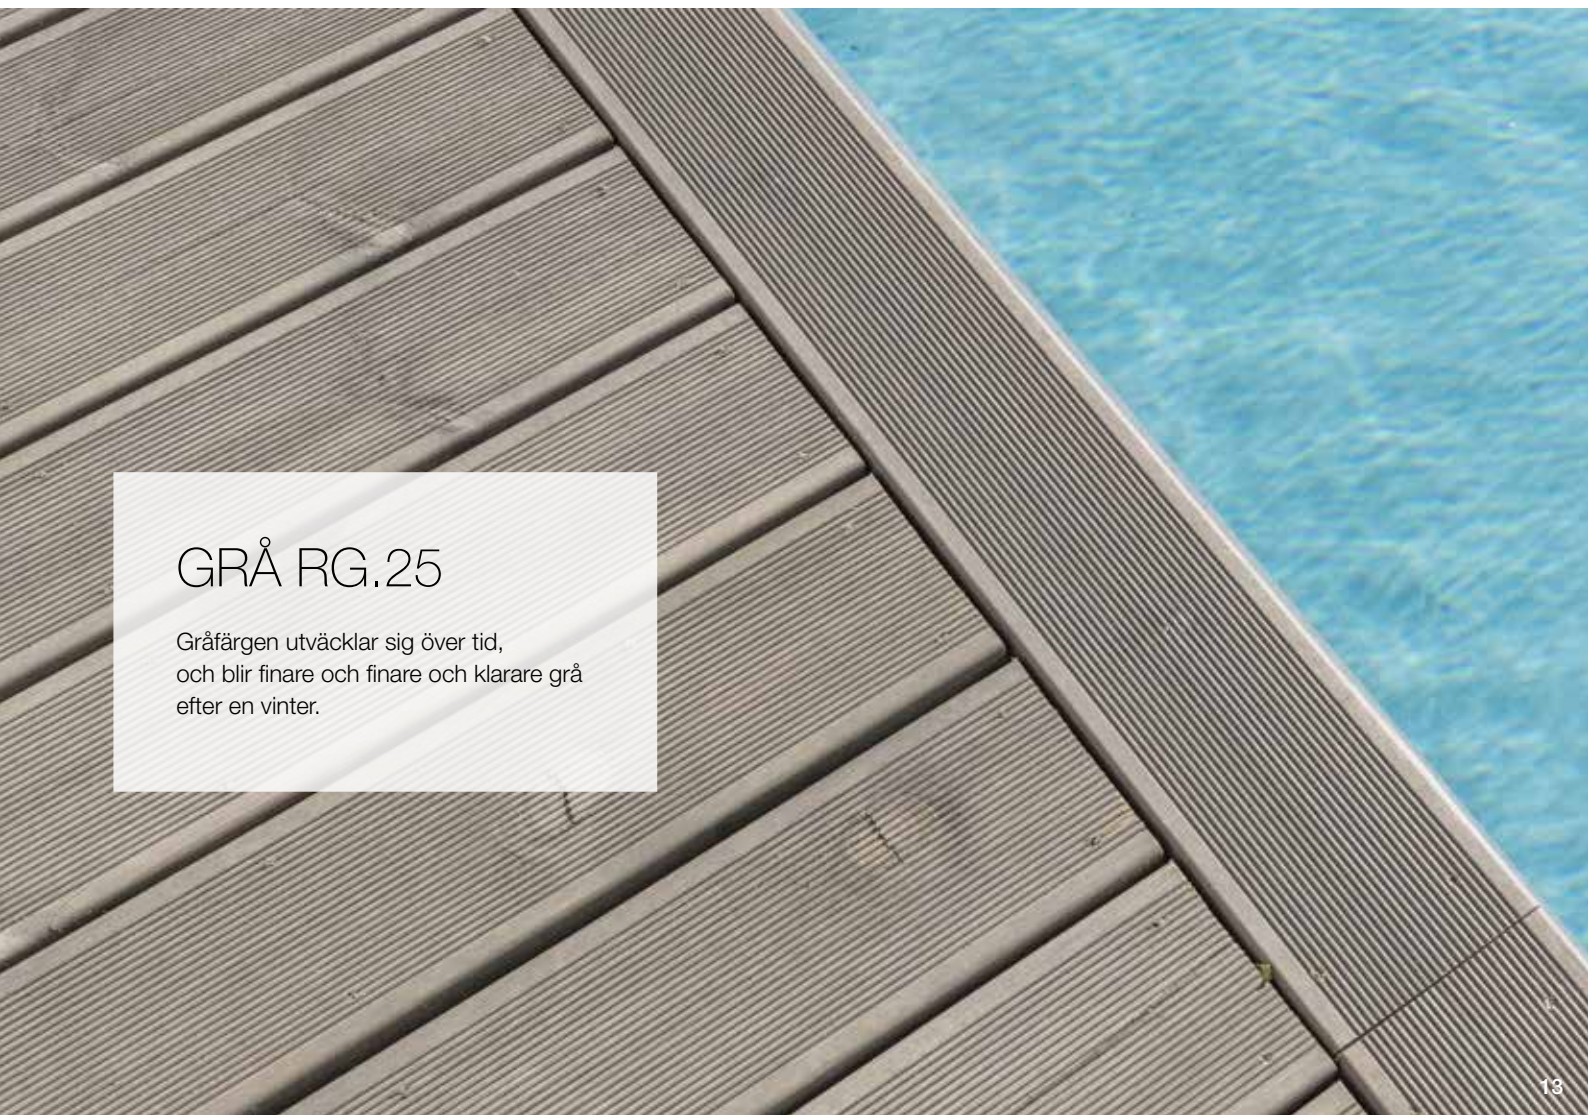 GRÅ RG.25
Gråfärgen utväcklar sig över tid,
och blir finare och finare och klarare grå
efter en vinter.
13